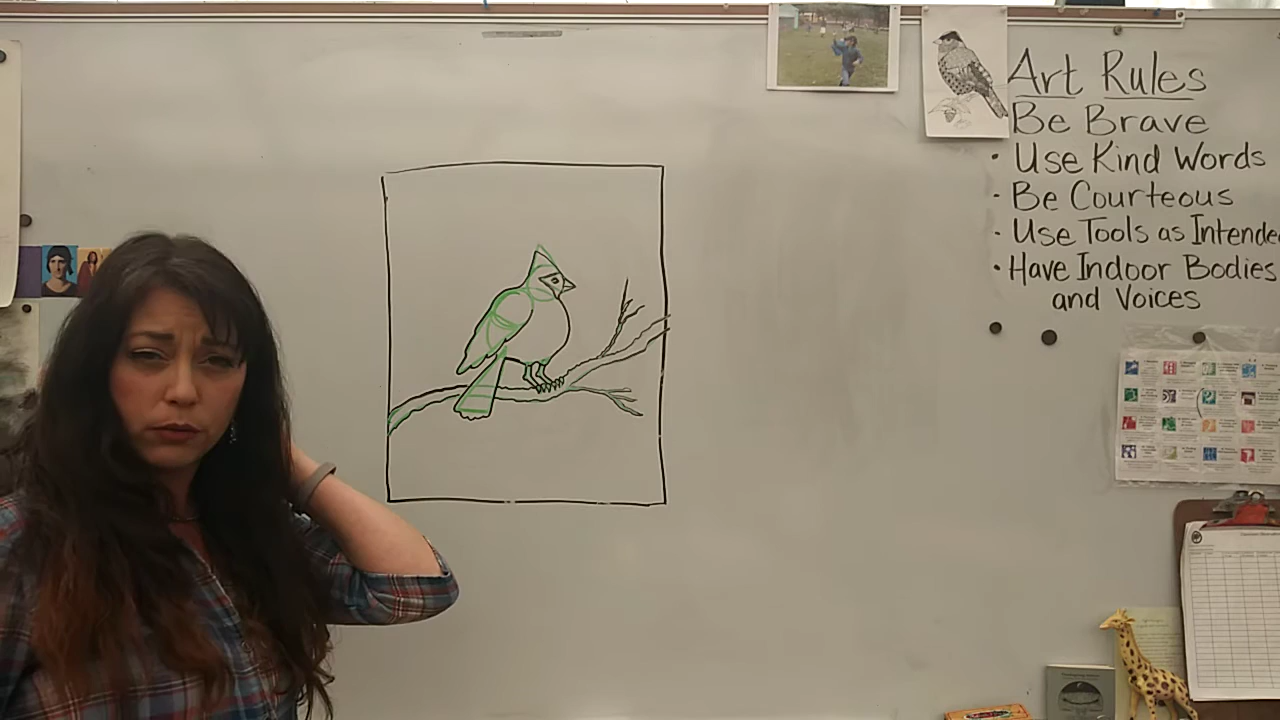 Art Rules
Be Brave
· Use Kind Words
· Be Courteous
· Use Tools as Intende
· Have Indoor Bodies
and Voices